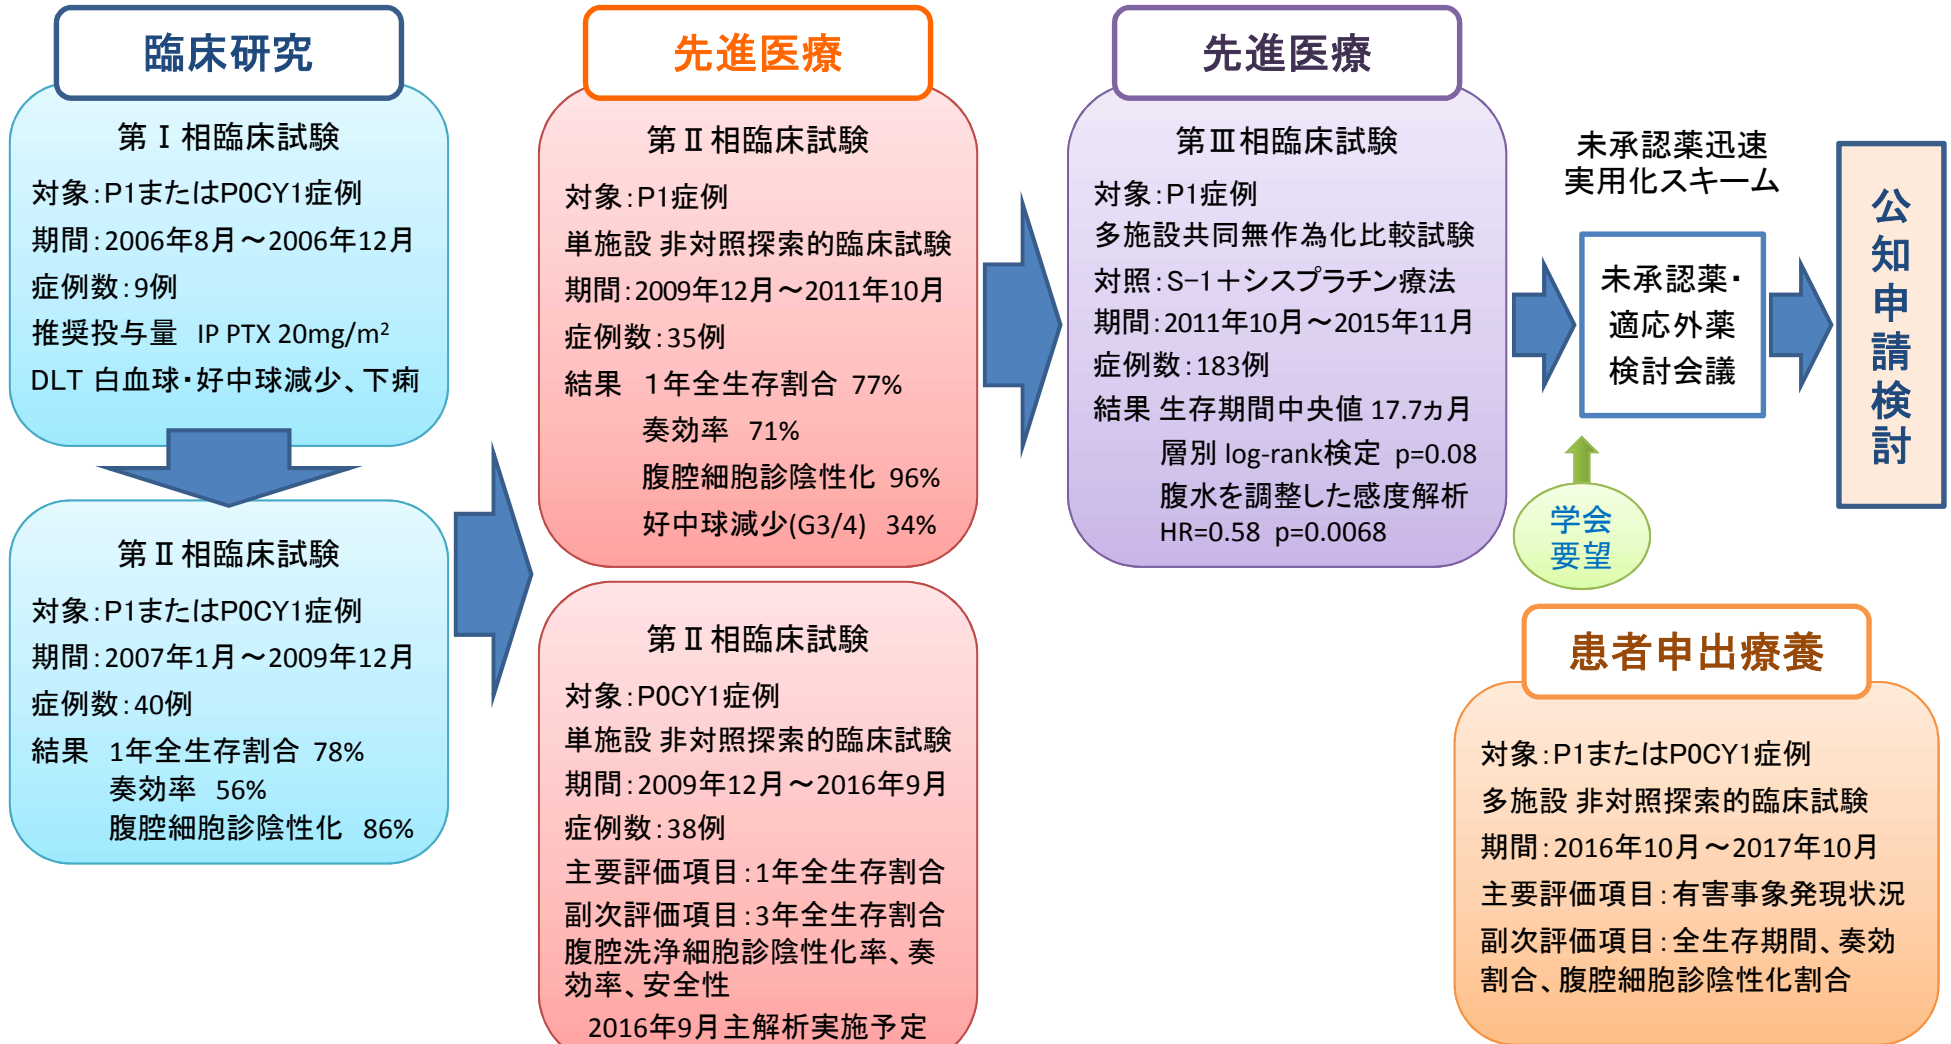 臨床研究
第Ⅰ相臨床試験
対象:P1またはP0CY1症例
期間:2006年8月～2006年12月
症例数:9例
推奨投与量 IP PTX 20mg/m²
DLT 白血球・好中球減少、下痢
第Ⅱ相臨床試験
対象:P1またはP0CY1症例
期間:2007年1月～2009年12月
症例数:40例
結果 1年全生存割合 78%
奏効率 56%
腹腔細胞診陰性化 86%
先進医療
第Ⅱ相臨床試験
対象:P1症例
単施設 非対照探索的臨床試験
期間:2009年12月～2011年10月
症例数:35例
結果 1年全生存割合 77%
奏効率 71%
腹腔細胞診陰性化 96%
好中球減少(G3/4) 34%
第Ⅱ相臨床試験
対象:P0CY1症例
単施設 非対照探索的臨床試験
期間:2009年12月～2016年9月
症例数:38例
主要評価項目:1年全生存割合
副次評価項目:3年全生存割合
腹腔洗浄細胞診陰性化率、奏
効率、安全性
2016年9月主解析実施予定
先進医療
第Ⅲ相臨床試験
対象:P1症例
多施設共同無作為化比較試験
対照:S-1＋シスプラチン療法
期間:2011年10月～2015年11月
症例数:183例
結果 生存期間中央値 17.7ヵ月
層別 log-rank検定 p=0.08
腹水を調整した感度解析
HR=0.58 p=0.0068
未承認薬迅速
実用化スキーム
未承認薬・
適応外薬
検討会議
学会
要望
公知申請検討
患者申出療養
対象:P1またはP0CY1症例
多施設 非対照探索的臨床試験
期間:2016年10月～2017年10月
主要評価項目:有害事象発現状況
副次評価項目:全生存期間、奏効
割合、腹腔細胞診陰性化割合